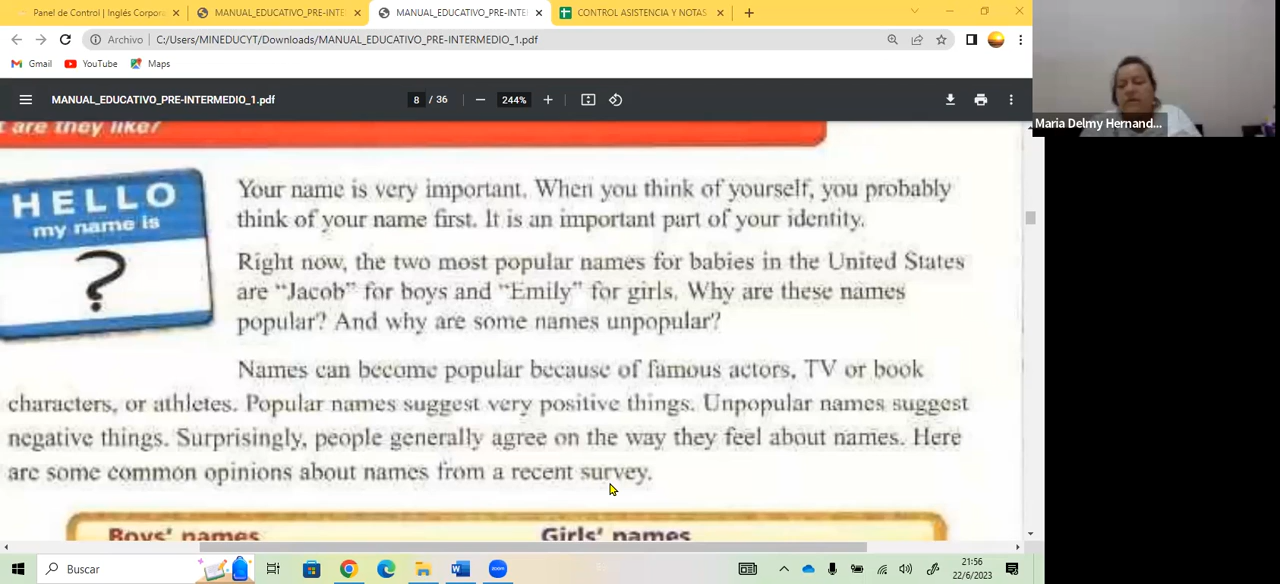 Panel de Control | Inglés Corpora
MANUAL_EDUCATIVO_PRE-INTE
MANUAL_EDUCATIVO_PRE-INTE
CONTROL ASISTENCIA Y NOTAS
Archivo
C:/Users/MINEDUCYT/Downloads/MANUAL_EDUCATIVO_PRE-INTERMEDIO_1.pdf
Gmail
YouTube
Maps
MANUAL_EDUCATIVO_PRE-INTERMEDIO_1.pdf
8 / 36
244%
Maria Delmy Hernand...
t are they like?
HELLO
my name is
?
Your name is very important. When you think of yourself, you probably
think of your name first. It is an important part of your identity.
Right now, the two most popular names for babies in the United States
are “Jacob” for boys and “Emily” for girls. Why are these names
popular? And why are some names unpopular?
Names can become popular because of famous actors, TV or book
characters, or athletes. Popular names suggest very positive things. Unpopular names suggest
negative things. Surprisingly, people generally agree on the way they feel about names. Here
are some common opinions about names from a recent survey.
Boys' names
Girls' names
Buscar
zoom
21:56
22/6/2023